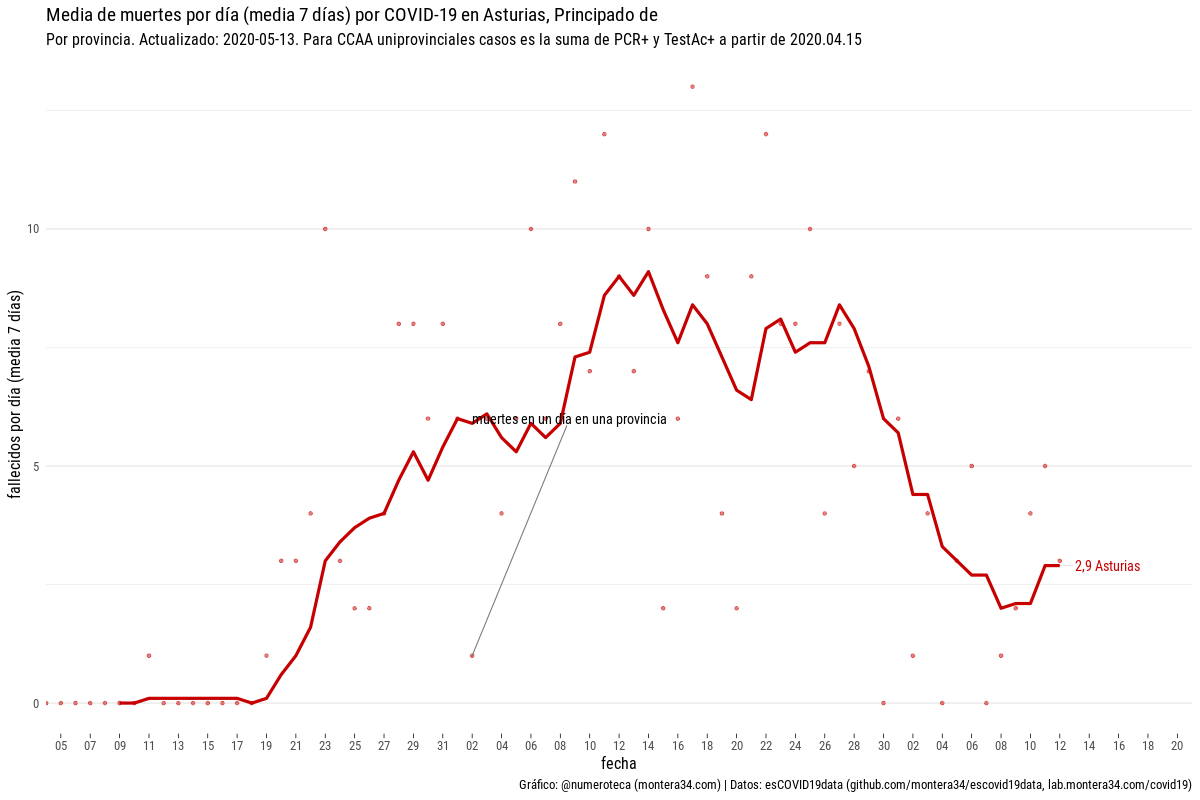 Media de muertes por día (media 7 días) por COVID-19 en Asturias, Principado de
Por provincia. Actualizado: 2020-05-13. Para CCAA uniprovinciales casos es la suma de PCR+ y TestAc+ a partir de 2020.04.15
fallecidos por día (media 7 días)
10
5
0
muertes en un día en una provincia
2,9 Asturias
05 07 09 11 13 15 17 19 21 23 25 27 29 31 02 04 06 08 10 12 14 16 18 20 22 24 26 28 30 02 04 06 08 10 12 14 16 18 20
fecha
Gráfico: @numeroteca (montera34.com) | Datos: esCOVID19data (github.com/montera34/escovid19data, lab.montera34.com/covid19)